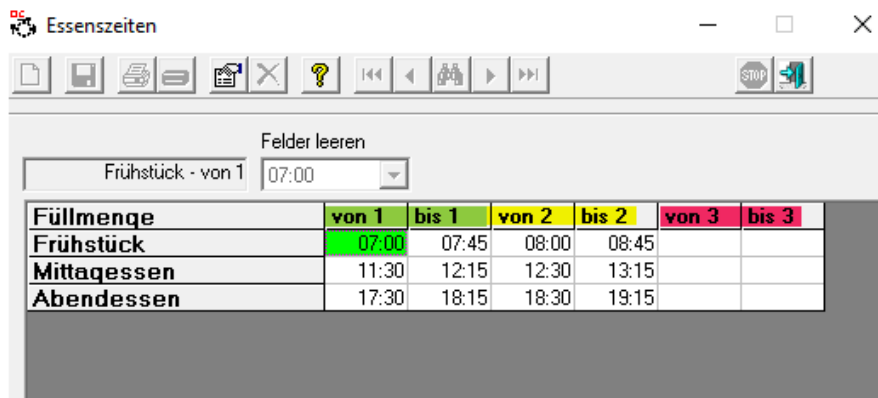 Essenszeiten
STOP
Felder leeren
Frühstück - von 1 07:00
Füllmenge von 1 bis 1 von 2 bis 2 von 3 bis 3
Frühstück 07:00 07:45 08:00 08:45
Mittagessen 11:30 12:15 12:30 13:15
Abendessen 17:30 18:15 18:30 19:15